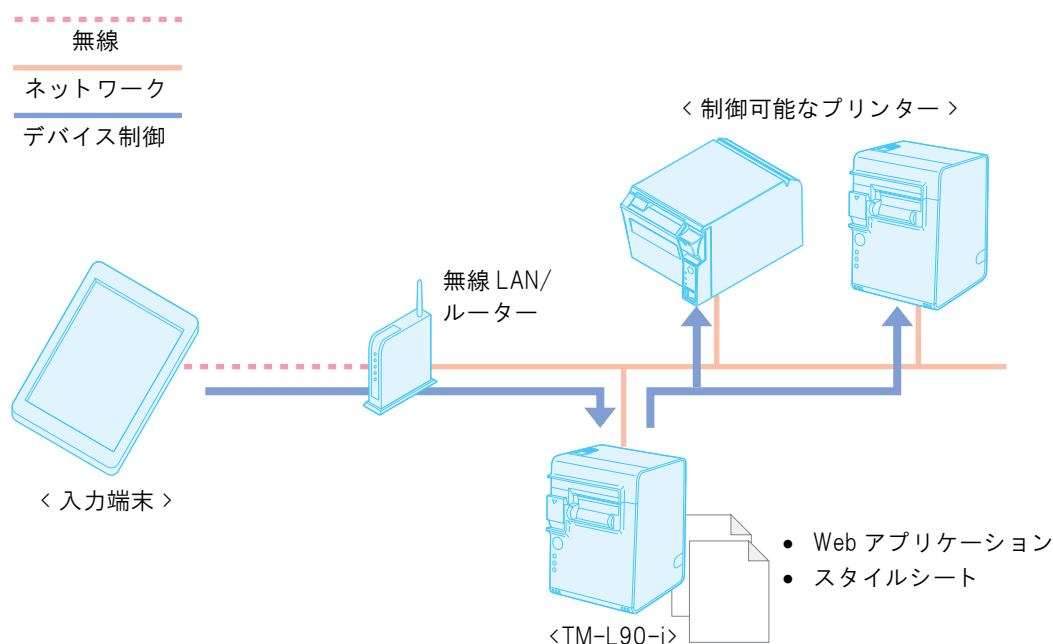 無線
ネットワーク
デバイス制御
< 制御可能なプリンター >
無線 LAN/
ルーター
< 入力端末 >
• Web アプリケーション
• スタイルシート
<TM-L90-i>